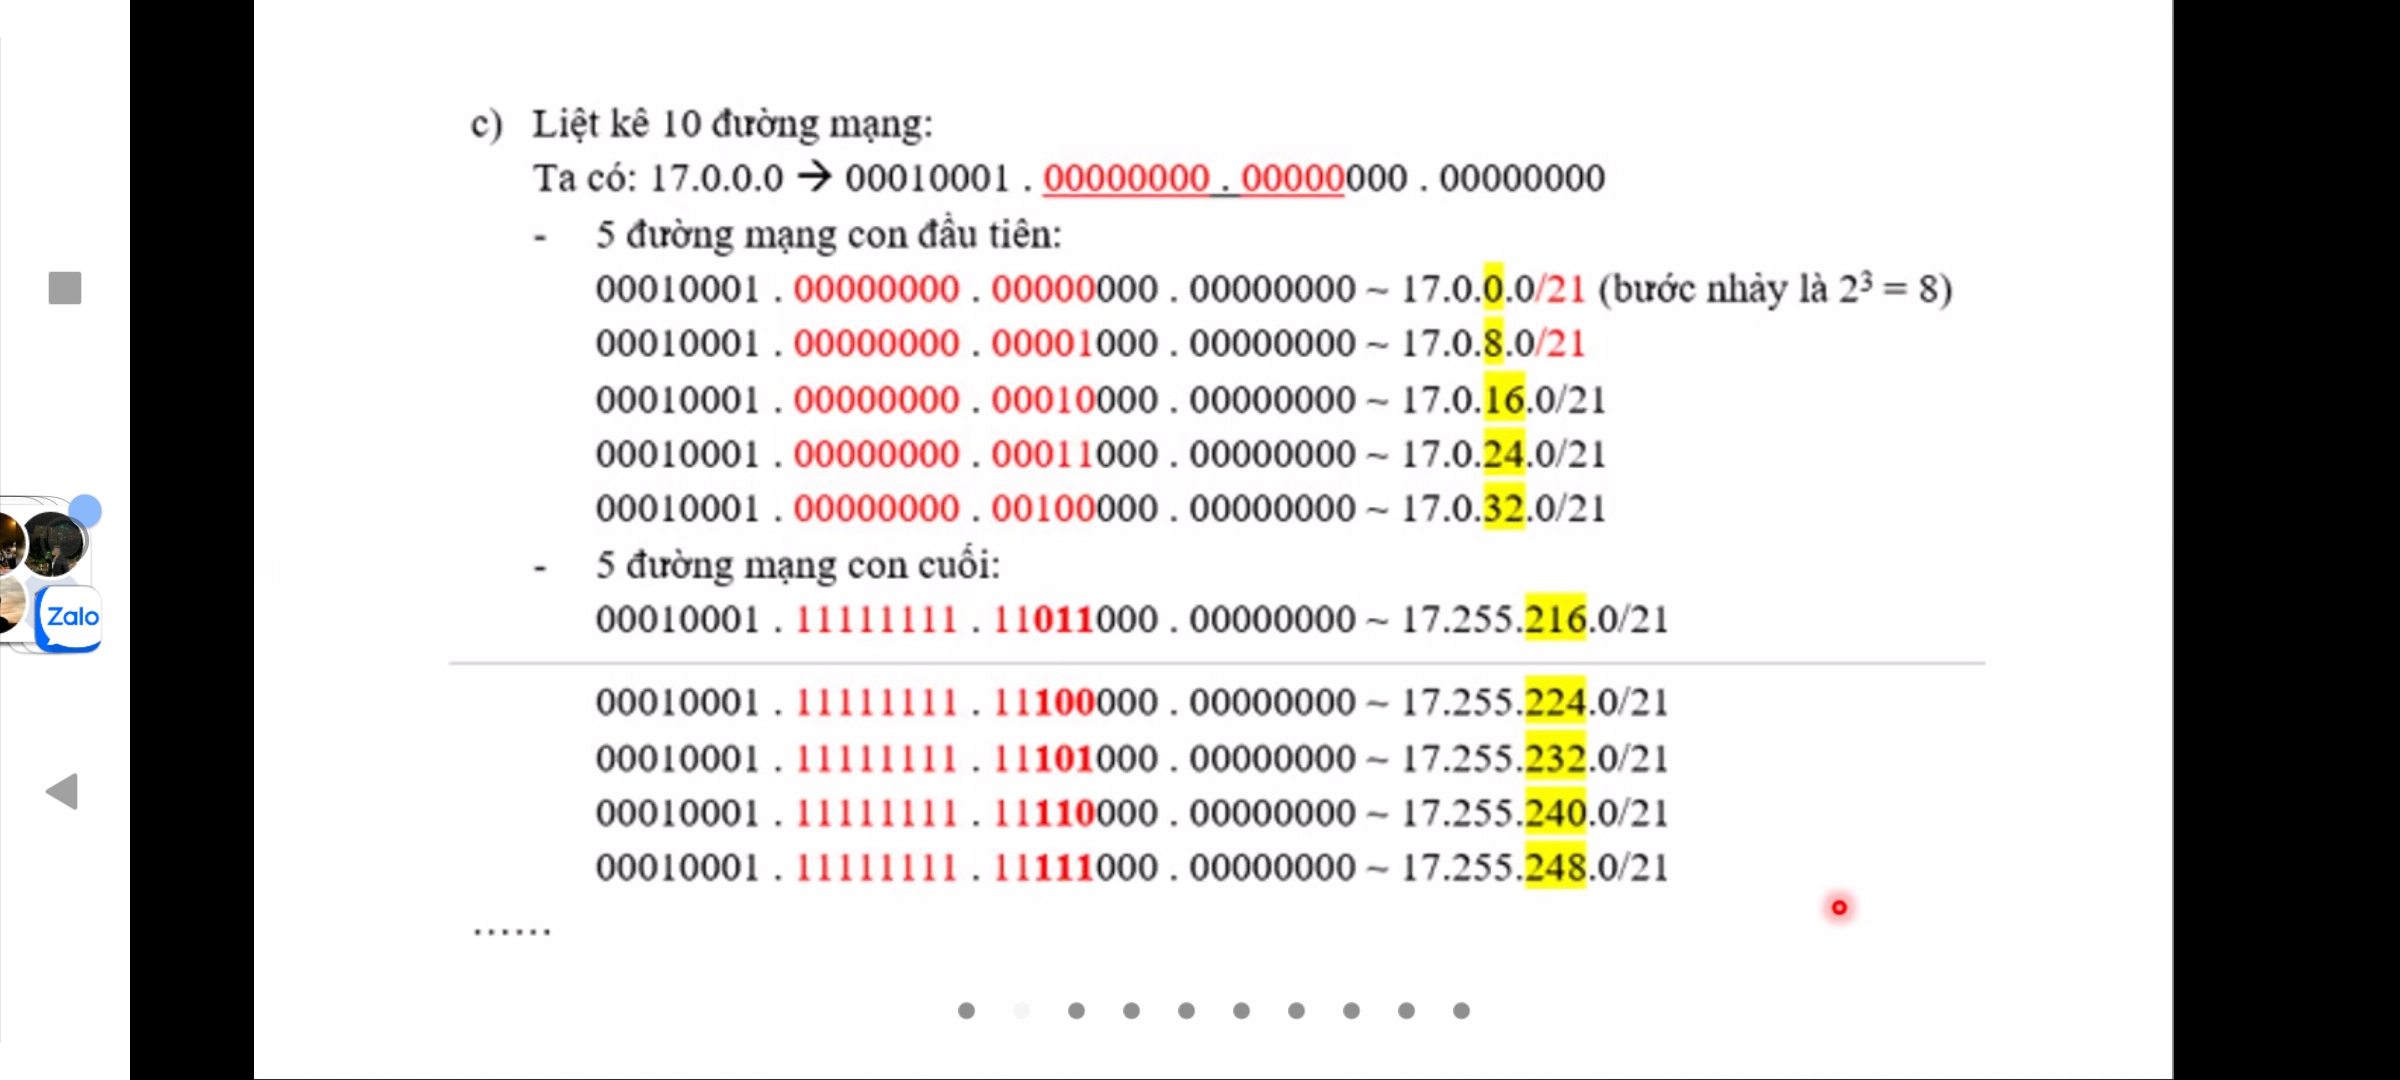 c) Liệt kê 10 đường mạng:
Ta có: 17.0.0.0 → 00010001 . 00000000 . 00000000 . 00000000
- 5 đường mạng con đầu tiên:
00010001 . 00000000 . 00000000 . 00000000 ~ 17.0.0.0/21 (bước nhảy là 2³ = 8)
00010001 . 00000000 . 00001000 . 00000000 ~ 17.0.8.0/21
00010001 . 00000000 . 00010000 . 00000000 ~ 17.0.16.0/21
00010001 . 00000000 . 00011000 . 00000000 ~ 17.0.24.0/21
00010001 . 00000000 . 00100000 . 00000000 ~ 17.0.32.0/21
- 5 đường mạng con cuối:
00010001 . 11111111 . 11011000 . 00000000 ~ 17.255.216.0/21
00010001 . 11111111 . 11100000 . 00000000 ~ 17.255.224.0/21
00010001 . 11111111 . 11101000 . 00000000 ~ 17.255.232.0/21
00010001 . 11111111 . 11110000 . 00000000 ~ 17.255.240.0/21
00010001 . 11111111 . 11111000 . 00000000 ~ 17.255.248.0/21
......
Zalo